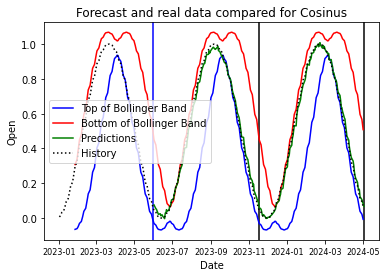 Forecast and real data compared for Cosinus
Open
1.0
0.8
0.6
0.4
0.2
0.0
Top of Bollinger Band
Bottom of Bollinger Band
Predictions
History
2023-01 2023-03 2023-05 2023-07 2023-09 2023-11 2024-01 2024-03 2024-05
Date